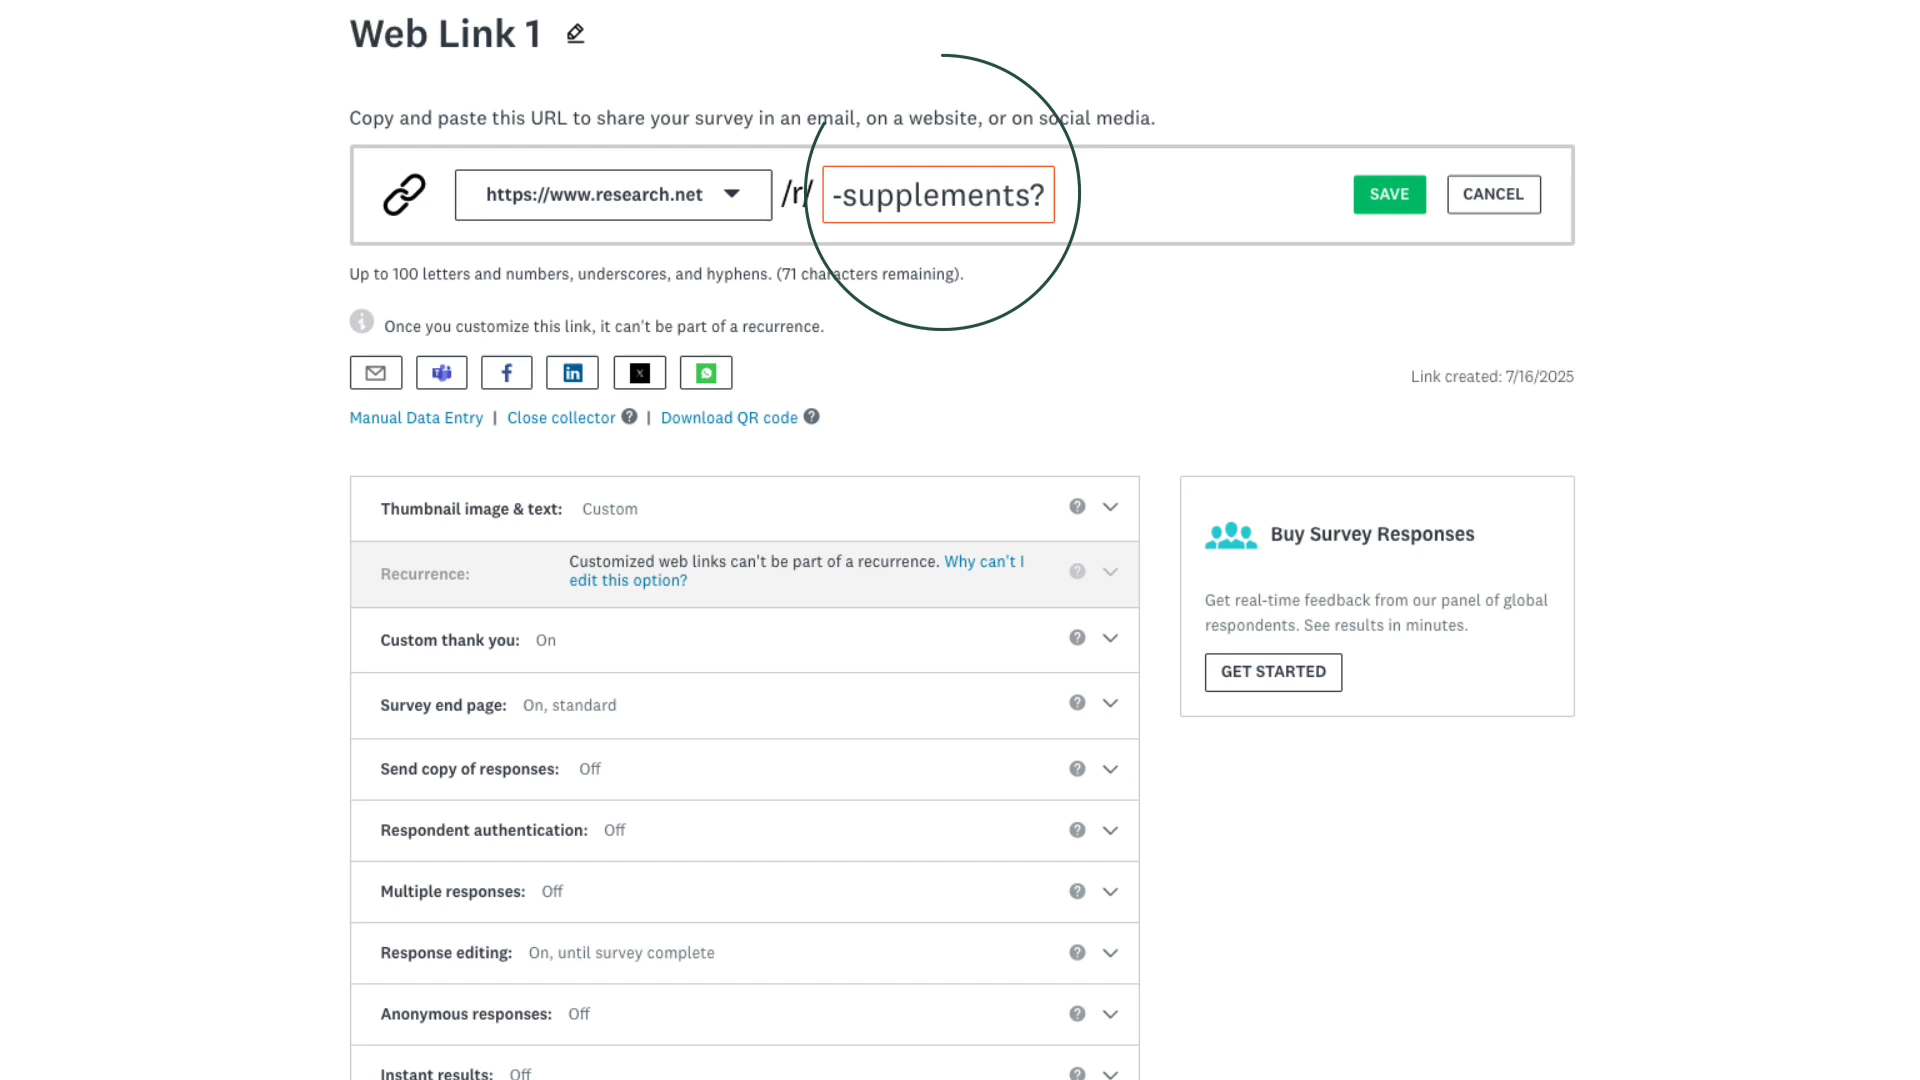 Web Link 1
Copy and paste this URL to share your survey in an email, on a website, or on social media.
https://www.research.net /r/ -supplements? SAVE CANCEL
Up to 100 letters and numbers, underscores, and hyphens. (71 characters remaining).
Once you customize this link, it can't be part of a recurrence.
Link created: 7/16/2025
Manual Data Entry | Close collector ? | Download QR code ?
Thumbnail image & text: Custom ?
Recurrence: Customized web links can't be part of a recurrence. Why can't I
edit this option? ?
Custom thank you: On ?
Survey end page: On, standard ?
Send copy of responses: Off ?
Respondent authentication: Off ?
Multiple responses: Off ?
Response editing: On, until survey complete ?
Anonymous responses: Off ?
Instant results: Off ?
Buy Survey Responses
Get real-time feedback from our panel of global
respondents. See results in minutes.
GET STARTED